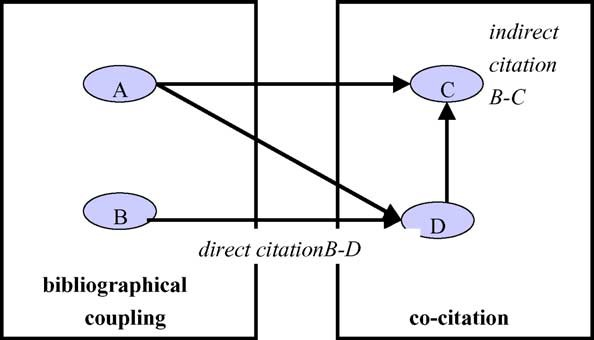 indirect
citation
B-C
A
C
B
D
direct citationB-D
bibliographical
coupling
co-citation